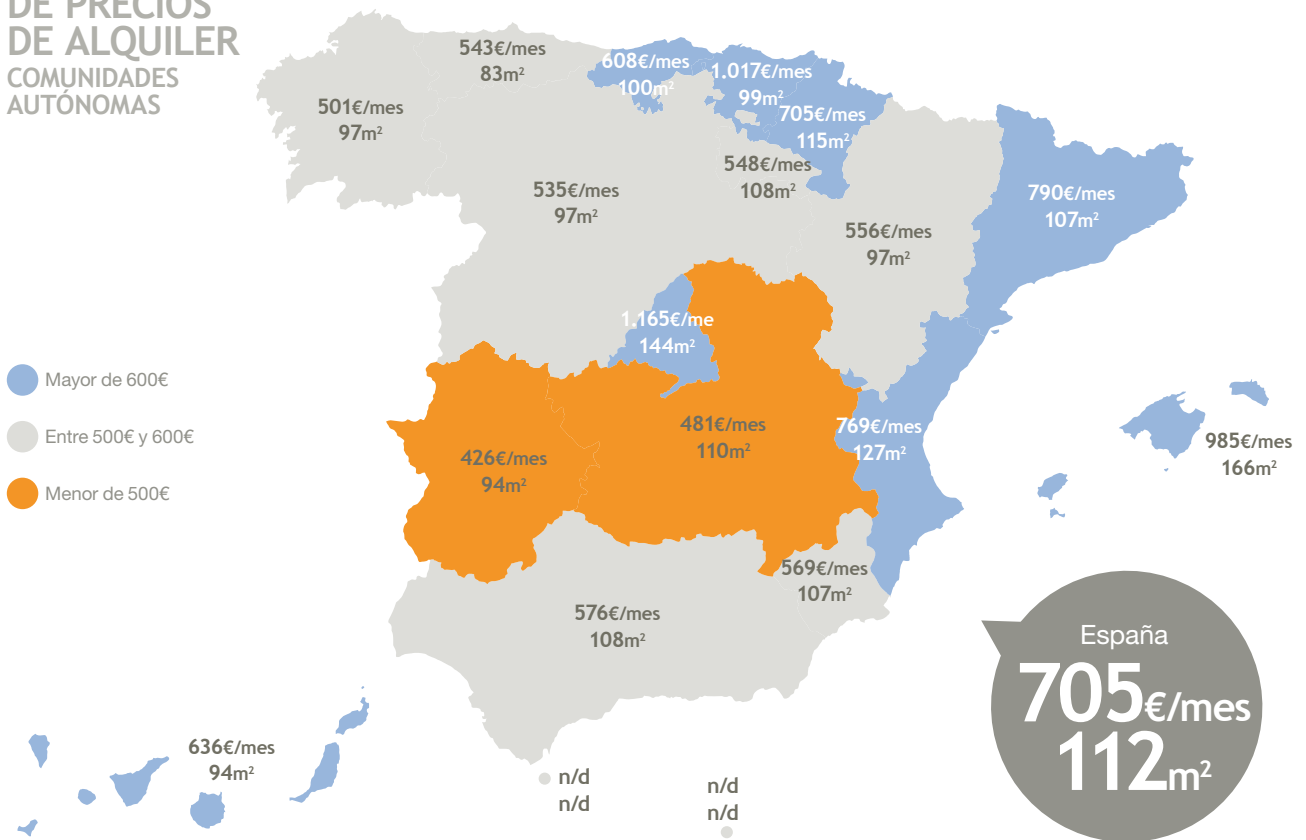 DE PRECIOS
DE ALQUILER
COMUNIDADES
AUTÓNOMAS
543€/mes
83m²
608€/mes
100m²
1.017€/mes
99m²
705€/mes
115m²
501€/mes
97m²
548€/mes
108m²
535€/mes
97m²
790€/mes
107m²
556€/mes
97m²
1.165€/me
144m²
Mayor de 600€
Entre 500€ y 600€
Menor de 500€
481€/mes
110m²
769€/mes
127m²
985€/mes
166m²
426€/mes
94m²
569€/mes
107m²
576€/mes
108m²
España
705€/mes
112m²
636€/mes
94m²
n/d
n/d
n/d
n/d